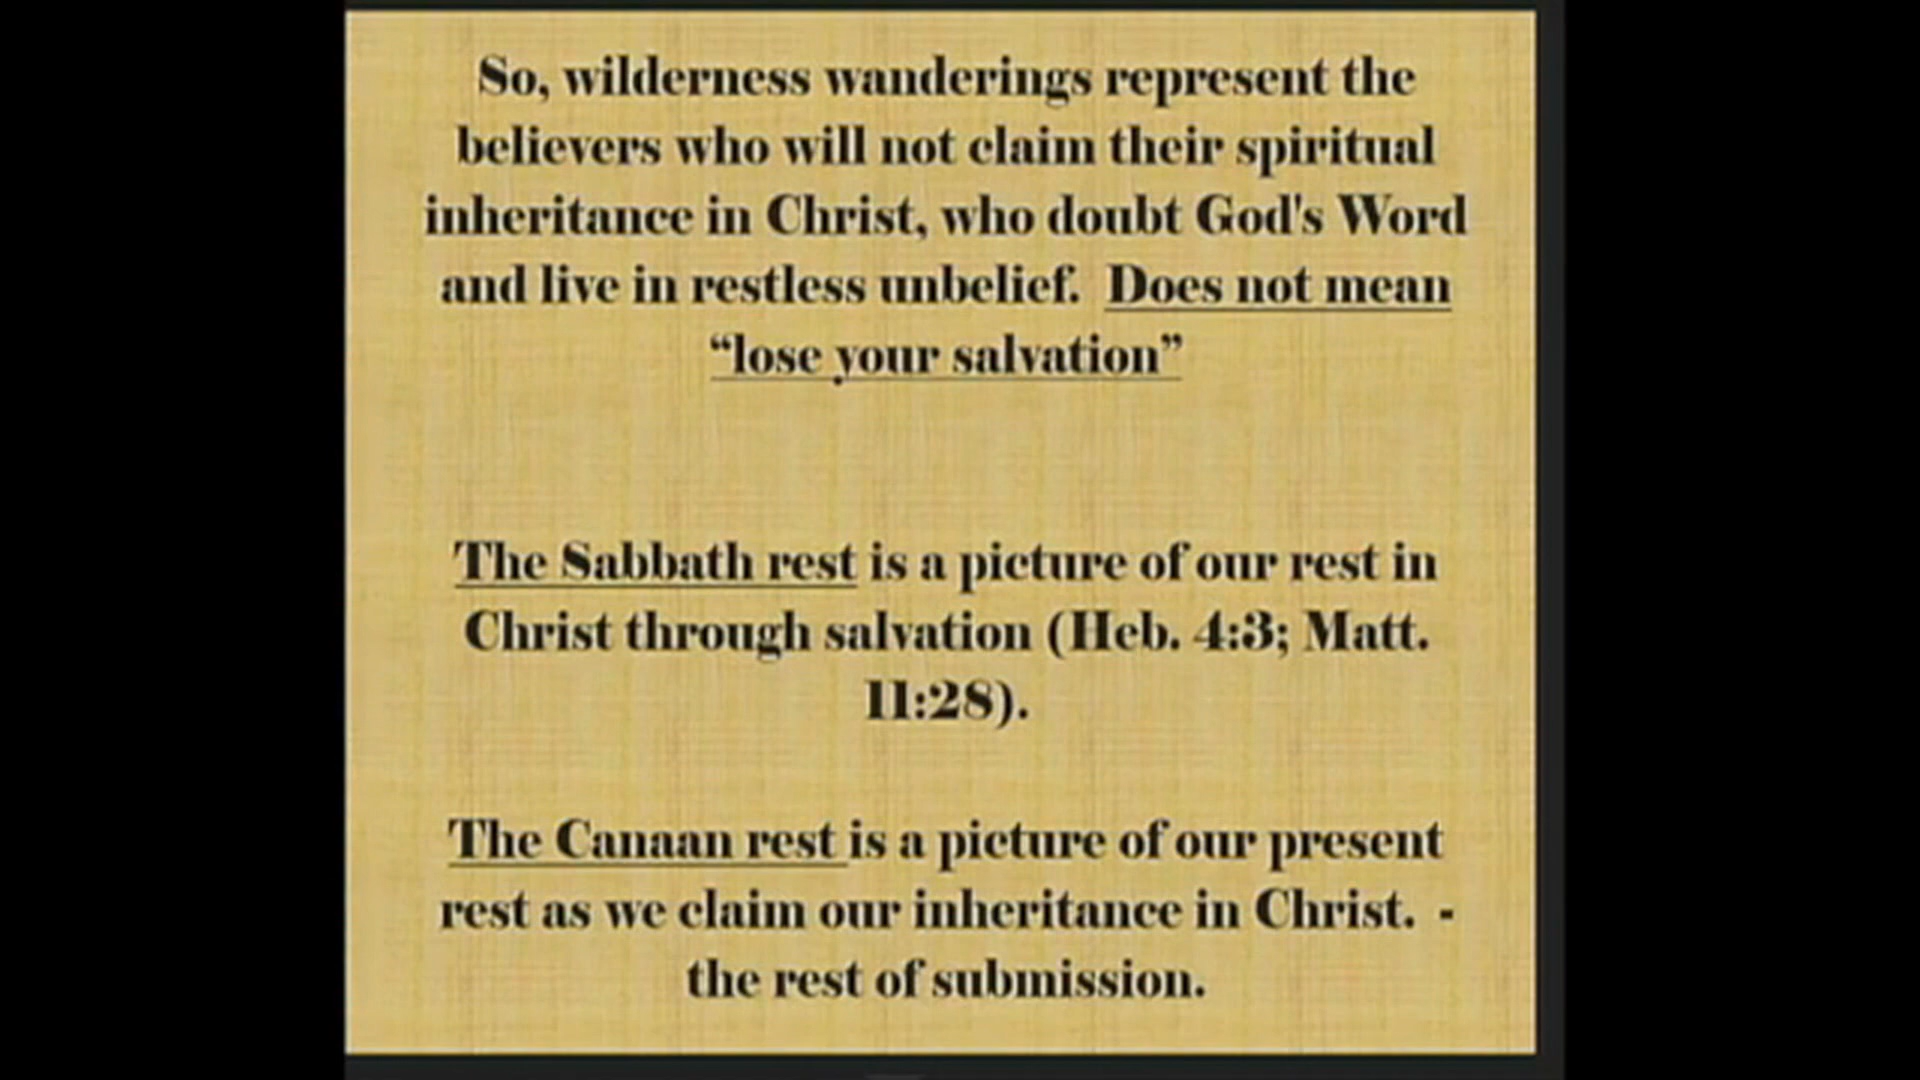 So, wilderness wanderings represent the
believers who will not claim their spiritual
inheritance in Christ, who doubt God's Word
and live in restless unbelief.  Does not mean
“lose your salvation”
The Sabbath rest is a picture of our rest in
Christ through salvation (Heb. 4:3; Matt.
11:28).
The Canaan rest is a picture of our present
rest as we claim our inheritance in Christ.  -
the rest of submission.